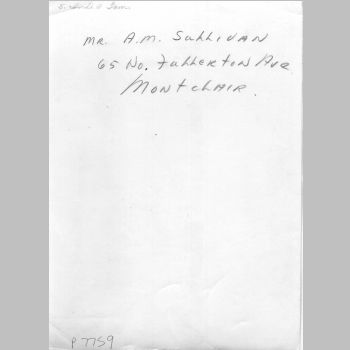 Mr. A.M. Sullivan
65 No. Fullerton Ave
Montclair.
P 7759